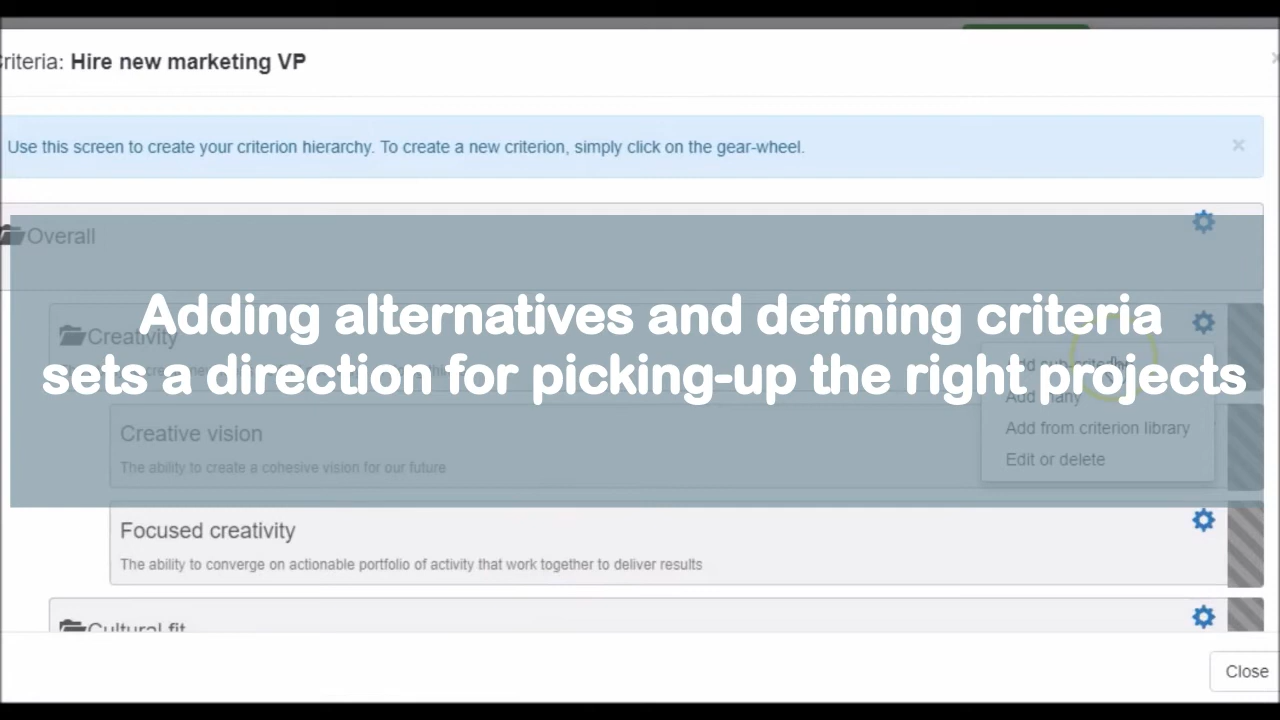 riteria: Hire new marketing VP
×
Use this screen to create your criterion hierarchy. To create a new criterion, simply click on the gear-wheel.
×
Overall
Adding alternatives and defining criteria
Creativity
Add sub-criterion
sets a direction for picking-up the right projects
Add many
Creative vision
Add from criterion library
The ability to create a cohesive vision for our future
Edit or delete
Focused creativity
The ability to converge on actionable portfolio of activity that work together to deliver results
Cultural fit
Close